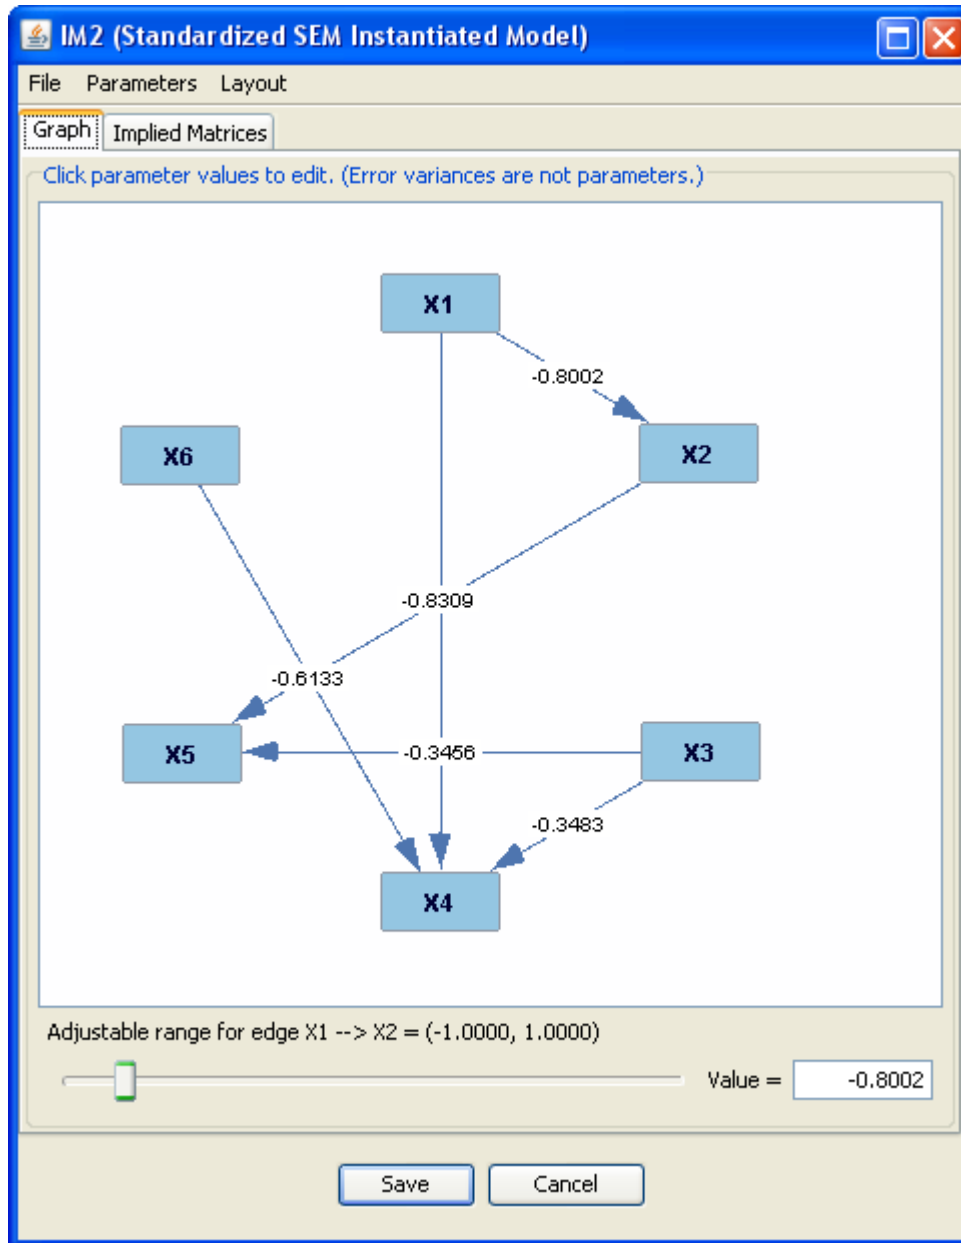 IM2 (Standardized SEM Instantiated Model)
File Parameters Layout
Graph Implied Matrices
Click parameter values to edit. (Error variances are not parameters.)
X1
-0.8002
X6
X2
-0.8309
-0.6133
X5
-0.3456
X3
-0.3483
X4
Adjustable range for edge X1 --> X2 = (-1.0000, 1.0000)
Value = -0.8002
Save Cancel